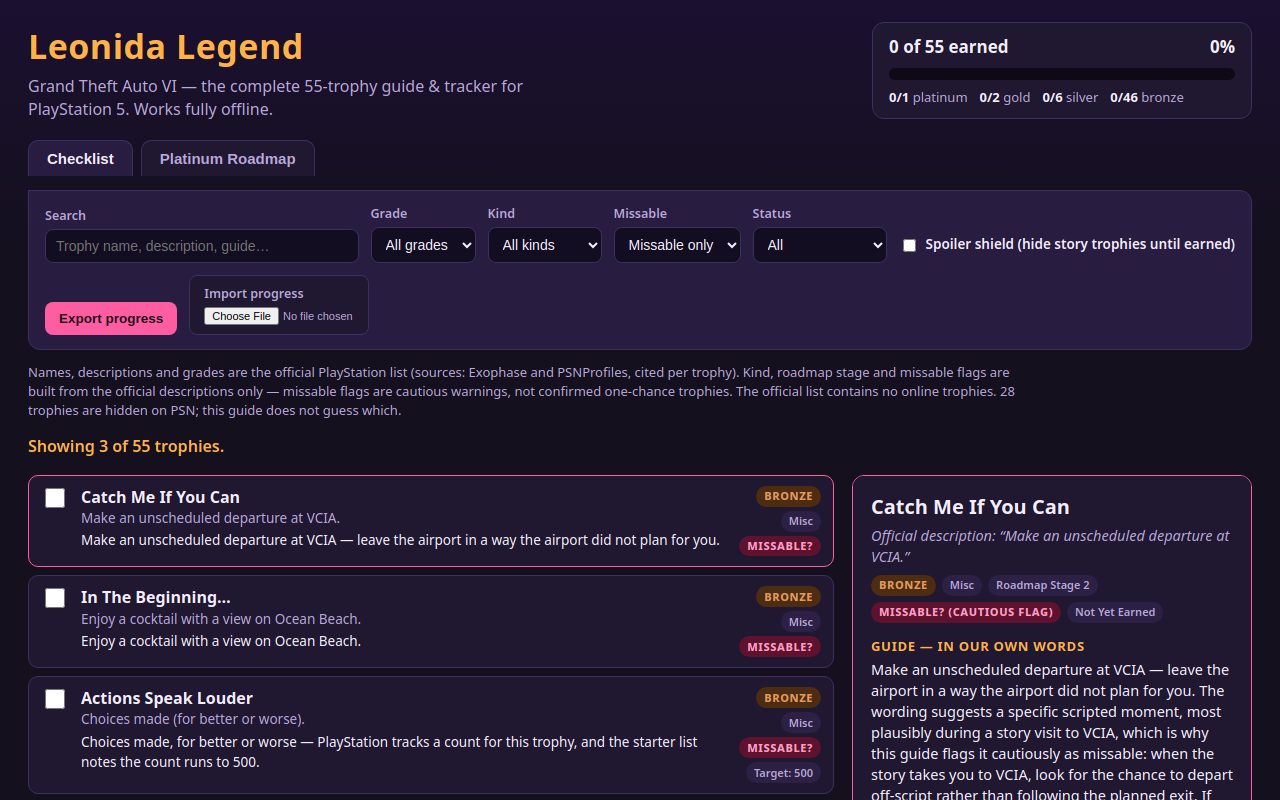 Leonida Legend
Grand Theft Auto VI — the complete 55-trophy guide & tracker for
PlayStation 5. Works fully offline.
0 of 55 earned 0%
0/1 platinum 0/2 gold 0/6 silver 0/46 bronze
Checklist Platinum Roadmap
Search Grade Kind Missable Status
Trophy name, description, guide… All grades All kinds Missable only All Spoiler shield (hide story trophies until earned)
Export progress
Import progress
Choose File No file chosen
Names, descriptions and grades are the official PlayStation list (sources: Exophase and PSNProfiles, cited per trophy). Kind, roadmap stage and missable flags are
built from the official descriptions only — missable flags are cautious warnings, not confirmed one-chance trophies. The official list contains no online trophies. 28
trophies are hidden on PSN; this guide does not guess which.
Showing 3 of 55 trophies.
Catch Me If You Can
Make an unscheduled departure at VCIA.
Make an unscheduled departure at VCIA — leave the airport in a way the airport did not plan for you.
BRONZE
Misc
MISSABLE?
In The Beginning...
Enjoy a cocktail with a view on Ocean Beach.
Enjoy a cocktail with a view on Ocean Beach.
BRONZE
Misc
MISSABLE?
Actions Speak Louder
Choices made (for better or worse).
Choices made, for better or worse — PlayStation tracks a count for this trophy, and the starter list
notes the count runs to 500.
BRONZE
Misc
MISSABLE?
Target: 500
Catch Me If You Can
Official description: “Make an unscheduled departure at
VCIA.”
BRONZE Misc Roadmap Stage 2
MISSABLE? (CAUTIOUS FLAG) Not Yet Earned
GUIDE — IN OUR OWN WORDS
Make an unscheduled departure at VCIA — leave the
airport in a way the airport did not plan for you. The
wording suggests a specific scripted moment, most
plausibly during a story visit to VCIA, which is why
this guide flags it cautiously as missable: when the
story takes you to VCIA, look for the chance to depart
off-script rather than following the planned exit. If